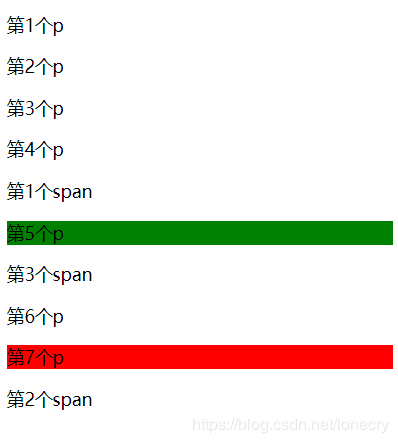 第1个p
第2个p
第3个p
第4个p
第1个span
第5个p
第3个span
第6个p
第7个p
第2个span
https://blog.csdn.net/lonecry